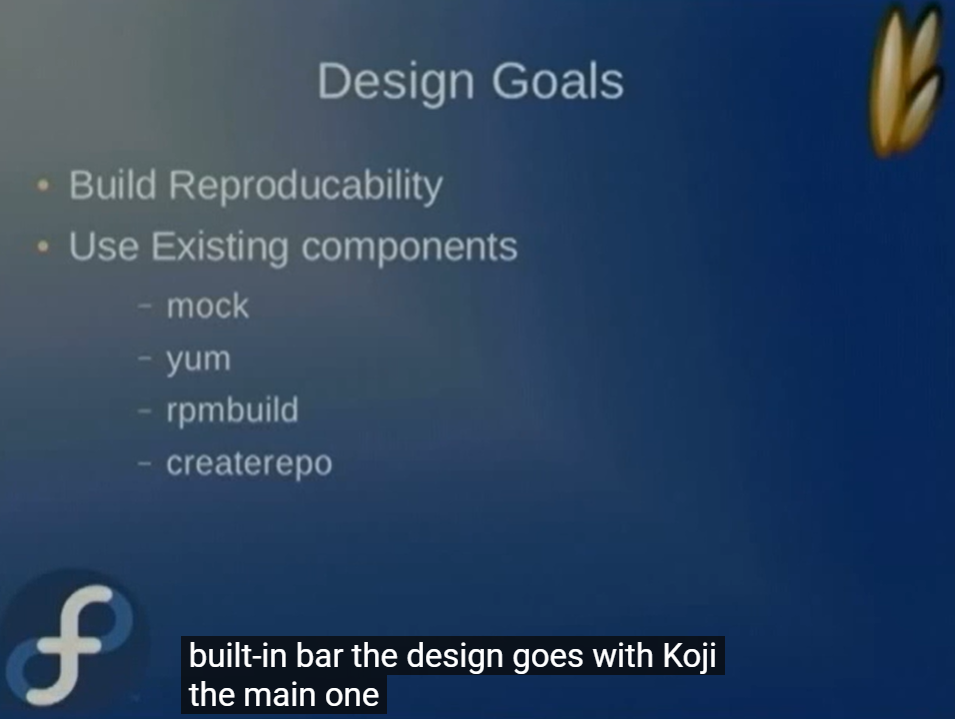 Design Goals
• Build Reproducability
• Use Existing components
– mock
– yum
– rpmbuild
– createrepo
built-in bar the design goes with Koji
the main one